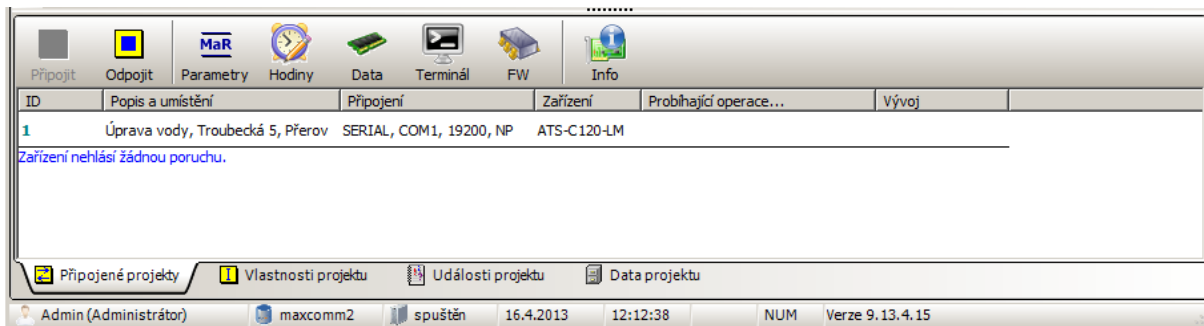 MaR
Připojit Odpojit Parametry Hodiny Data Terminál FW Info
ID Popis a umístění Připojení Zařízení Probíhající operace... Vývoj
1 Úprava vody, Troubecká 5, Přerov SERIAL, COM1, 19200, NP ATS-C120-LM
Zařízení nehlásí žádnou poruchu.
Připojené projekty Vlastnosti projektu Události projektu Data projektu
Admin (Administrátor) maxcomm2 spuštěn 16.4.2013 12:12:38 NUM Verze 9.13.4.15